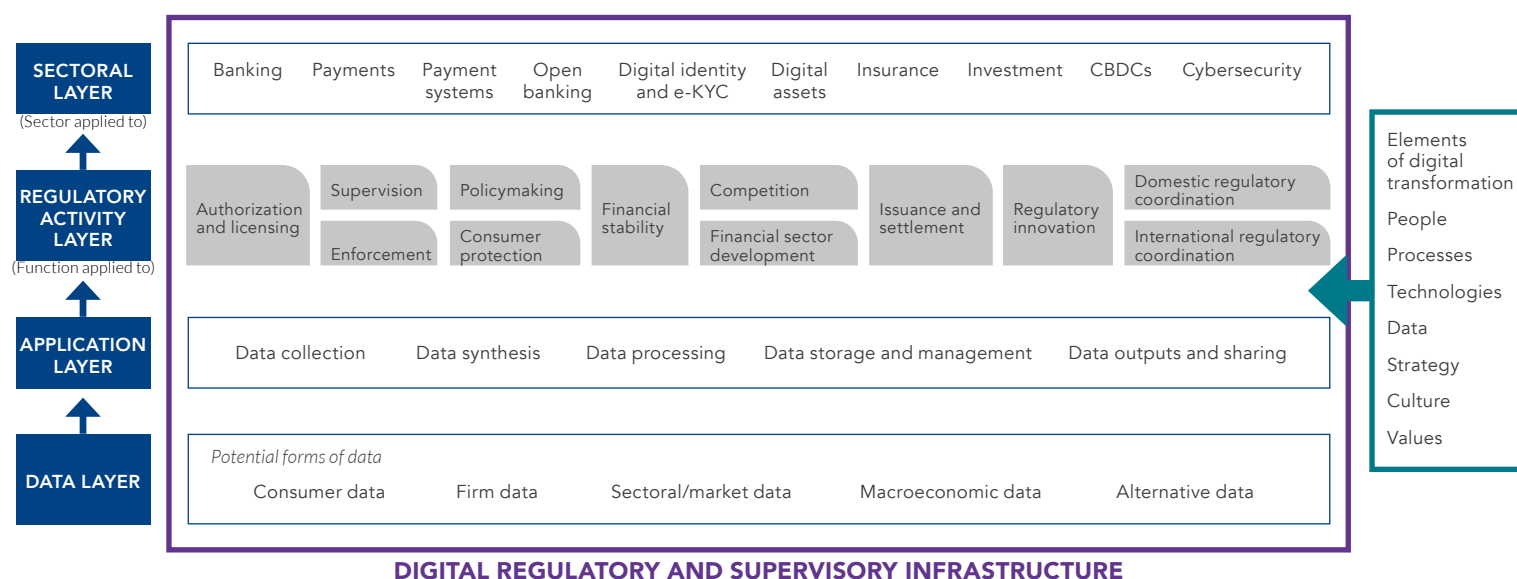 SECTORAL
LAYER
(Sector applied to)
Banking
Payments
Payment
systems
Open
banking
Digital identity
and e-KYC
Digital
assets
Insurance
Investment
CBDCs
Cybersecurity
REGULATORY
ACTIVITY
LAYER
(Function applied to)
Authorization
and licensing
Supervision
Enforcement
Policymaking
Consumer
protection
Financial
stability
Competition
Financial sector
development
Issuance and
settlement
Regulatory
innovation
Domestic regulatory
coordination
International regulatory
coordination
APPLICATION
LAYER
Data collection
Data synthesis
Data processing
Data storage and management
Data outputs and sharing
DATA LAYER
Potential forms of data
Consumer data
Firm data
Sectoral/market data
Macroeconomic data
Alternative data
Elements
of digital
transformation
People
Processes
Technologies
Data
Strategy
Culture
Values
DIGITAL REGULATORY AND SUPERVISORY INFRASTRUCTURE